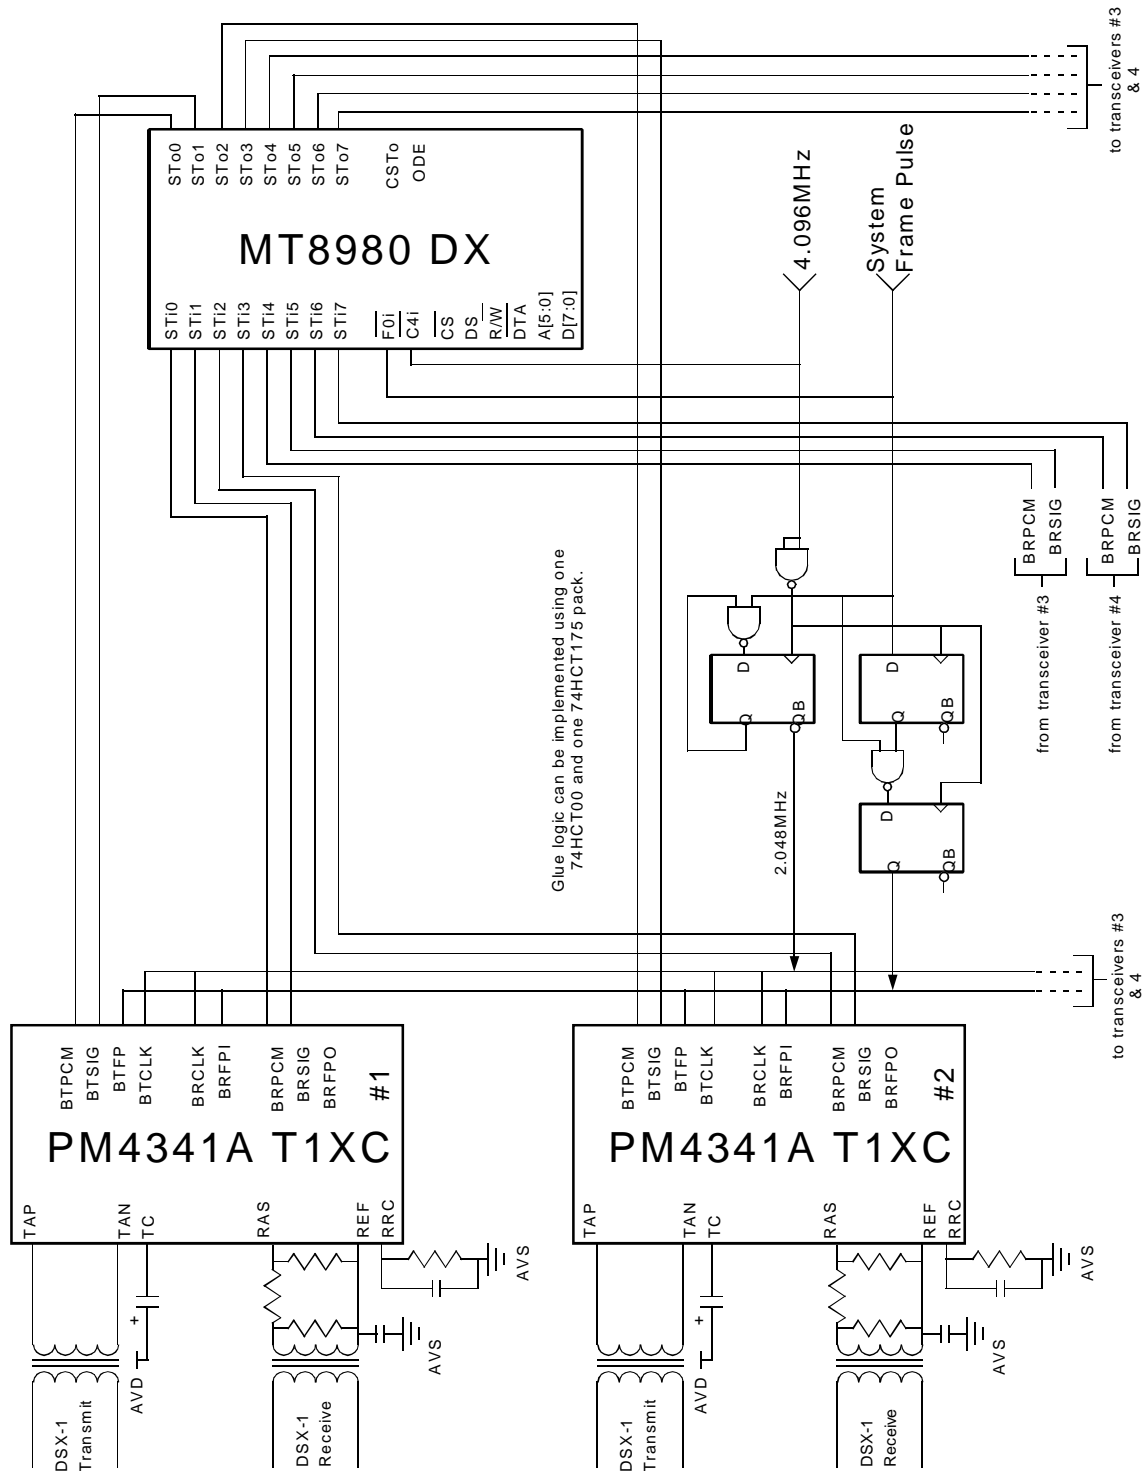 to transceivers #3
& 4
STo0
STo1
STo2
STo3
STo4
STo5
STo6
STo7
CSTo
ODE
MT8980 DX
STi0
STi1
STi2
STi3
STi4
STi5
STi6
STi7
F0i
C4i
CS
DS
R/W
DTA
A[5:0]
D[7:0]
4.096MHz
System
Frame Pulse
BRPCM
BRSIG
from transceiver #3
BRPCM
BRSIG
from transceiver #4
Glue logic can be implemented using one
74HCT00 and one 74HCT175 pack.
D
Q
QB
D
Q
QB
D
Q
QB
2.048MHz
to transceivers #3
& 4
BTPCM
BTSIG
BTFP
BTCLK
BRCLK
BRFPI
BRPCM
BRSIG
BRFPO
#1
PM4341A T1XC
TAP
TAN
TC
RAS
REF
RRC
AVS
+
AVD
AVS
DSX-1
Transmit
DSX-1
Receive
BTPCM
BTSIG
BTFP
BTCLK
BRCLK
BRFPI
BRPCM
BRSIG
BRFPO
#2
PM4341A T1XC
TAP
TAN
TC
RAS
REF
RRC
AVS
+
AVD
AVS
DSX-1
Transmit
DSX-1
Receive